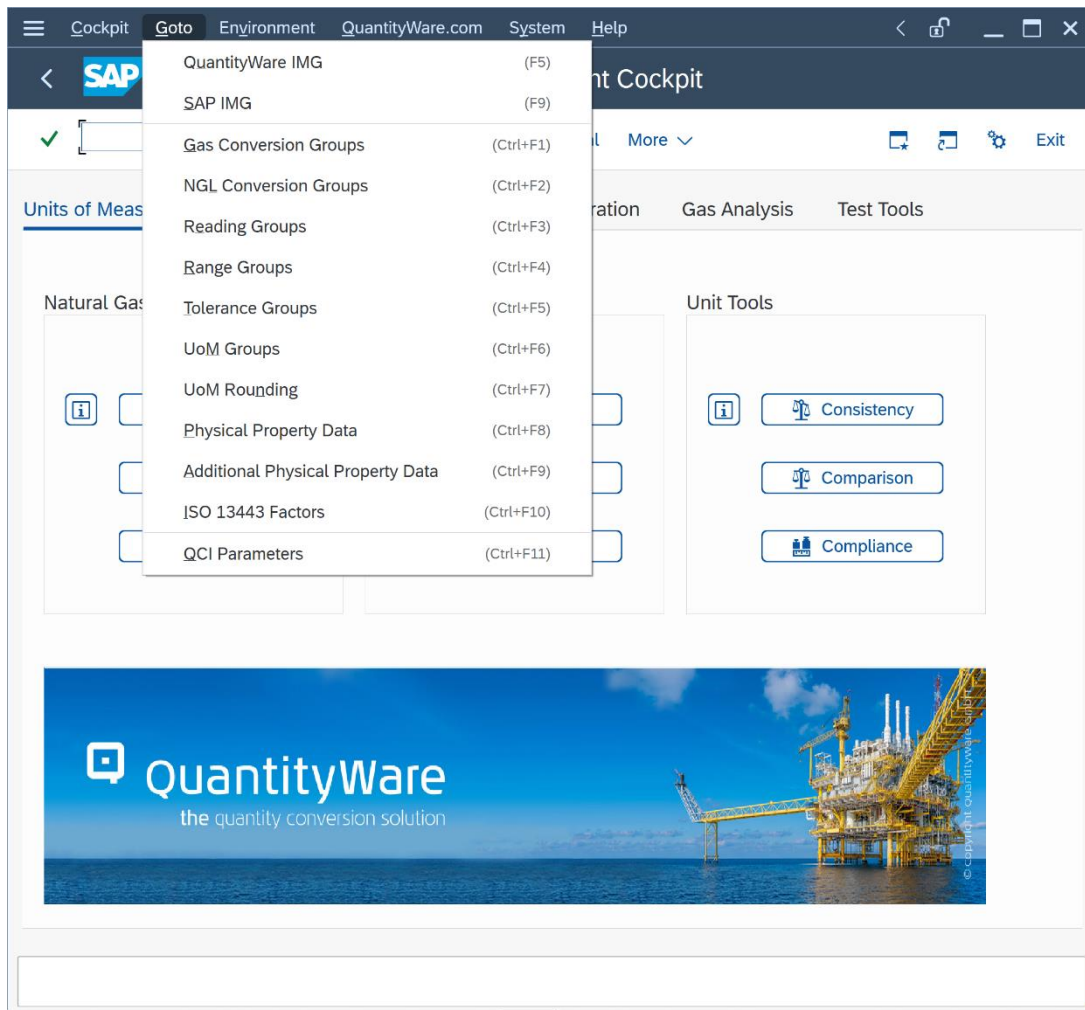 Cockpit Goto Environment QuantityWare.com System Help
SAP nt Cockpit
More Exit
QuantityWare IMG (F5)
SAP IMG (F9)
Gas Conversion Groups (Ctrl+F1)
NGL Conversion Groups (Ctrl+F2)
Reading Groups (Ctrl+F3)
Range Groups (Ctrl+F4)
Tolerance Groups (Ctrl+F5)
UoM Groups (Ctrl+F6)
UoM Rounding (Ctrl+F7)
Physical Property Data (Ctrl+F8)
Additional Physical Property Data (Ctrl+F9)
ISO 13443 Factors (Ctrl+F10)
QCI Parameters (Ctrl+F11)
Units of Meas ration Gas Analysis Test Tools
Natural Gas Unit Tools
Consistency
Comparison
Compliance
QuantityWare
the quantity conversion solution
© copyright QuantityWare GmbH